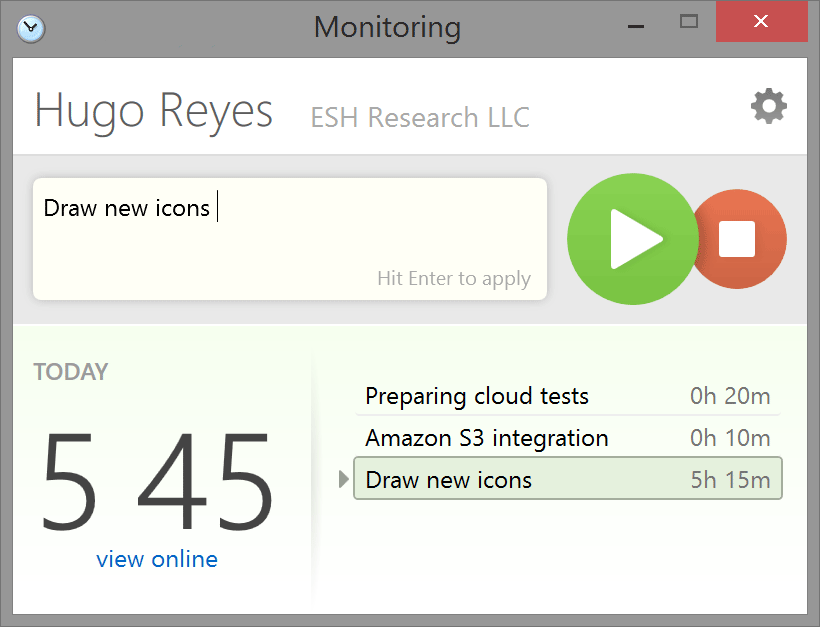 Monitoring
Hugo Reyes ESH Research LLC
Draw new icons
Hit Enter to apply
TODAY
5 45
view online
Preparing cloud tests 0h 20m
Amazon S3 integration 0h 10m
Draw new icons 5h 15m